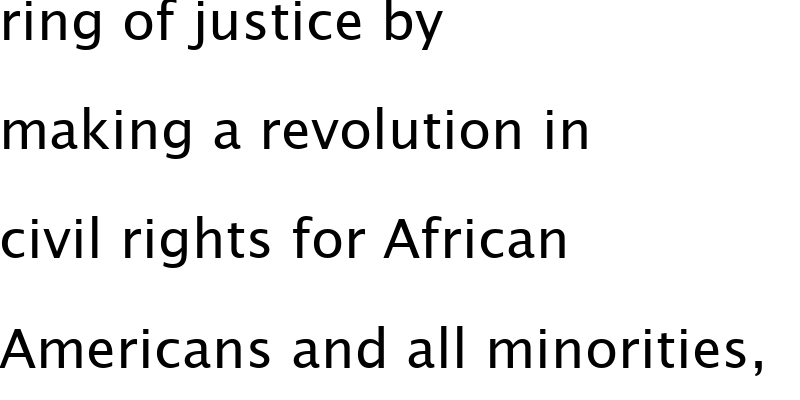 ring of justice by
making a revolution in
civil rights for African
Americans and all minorities,